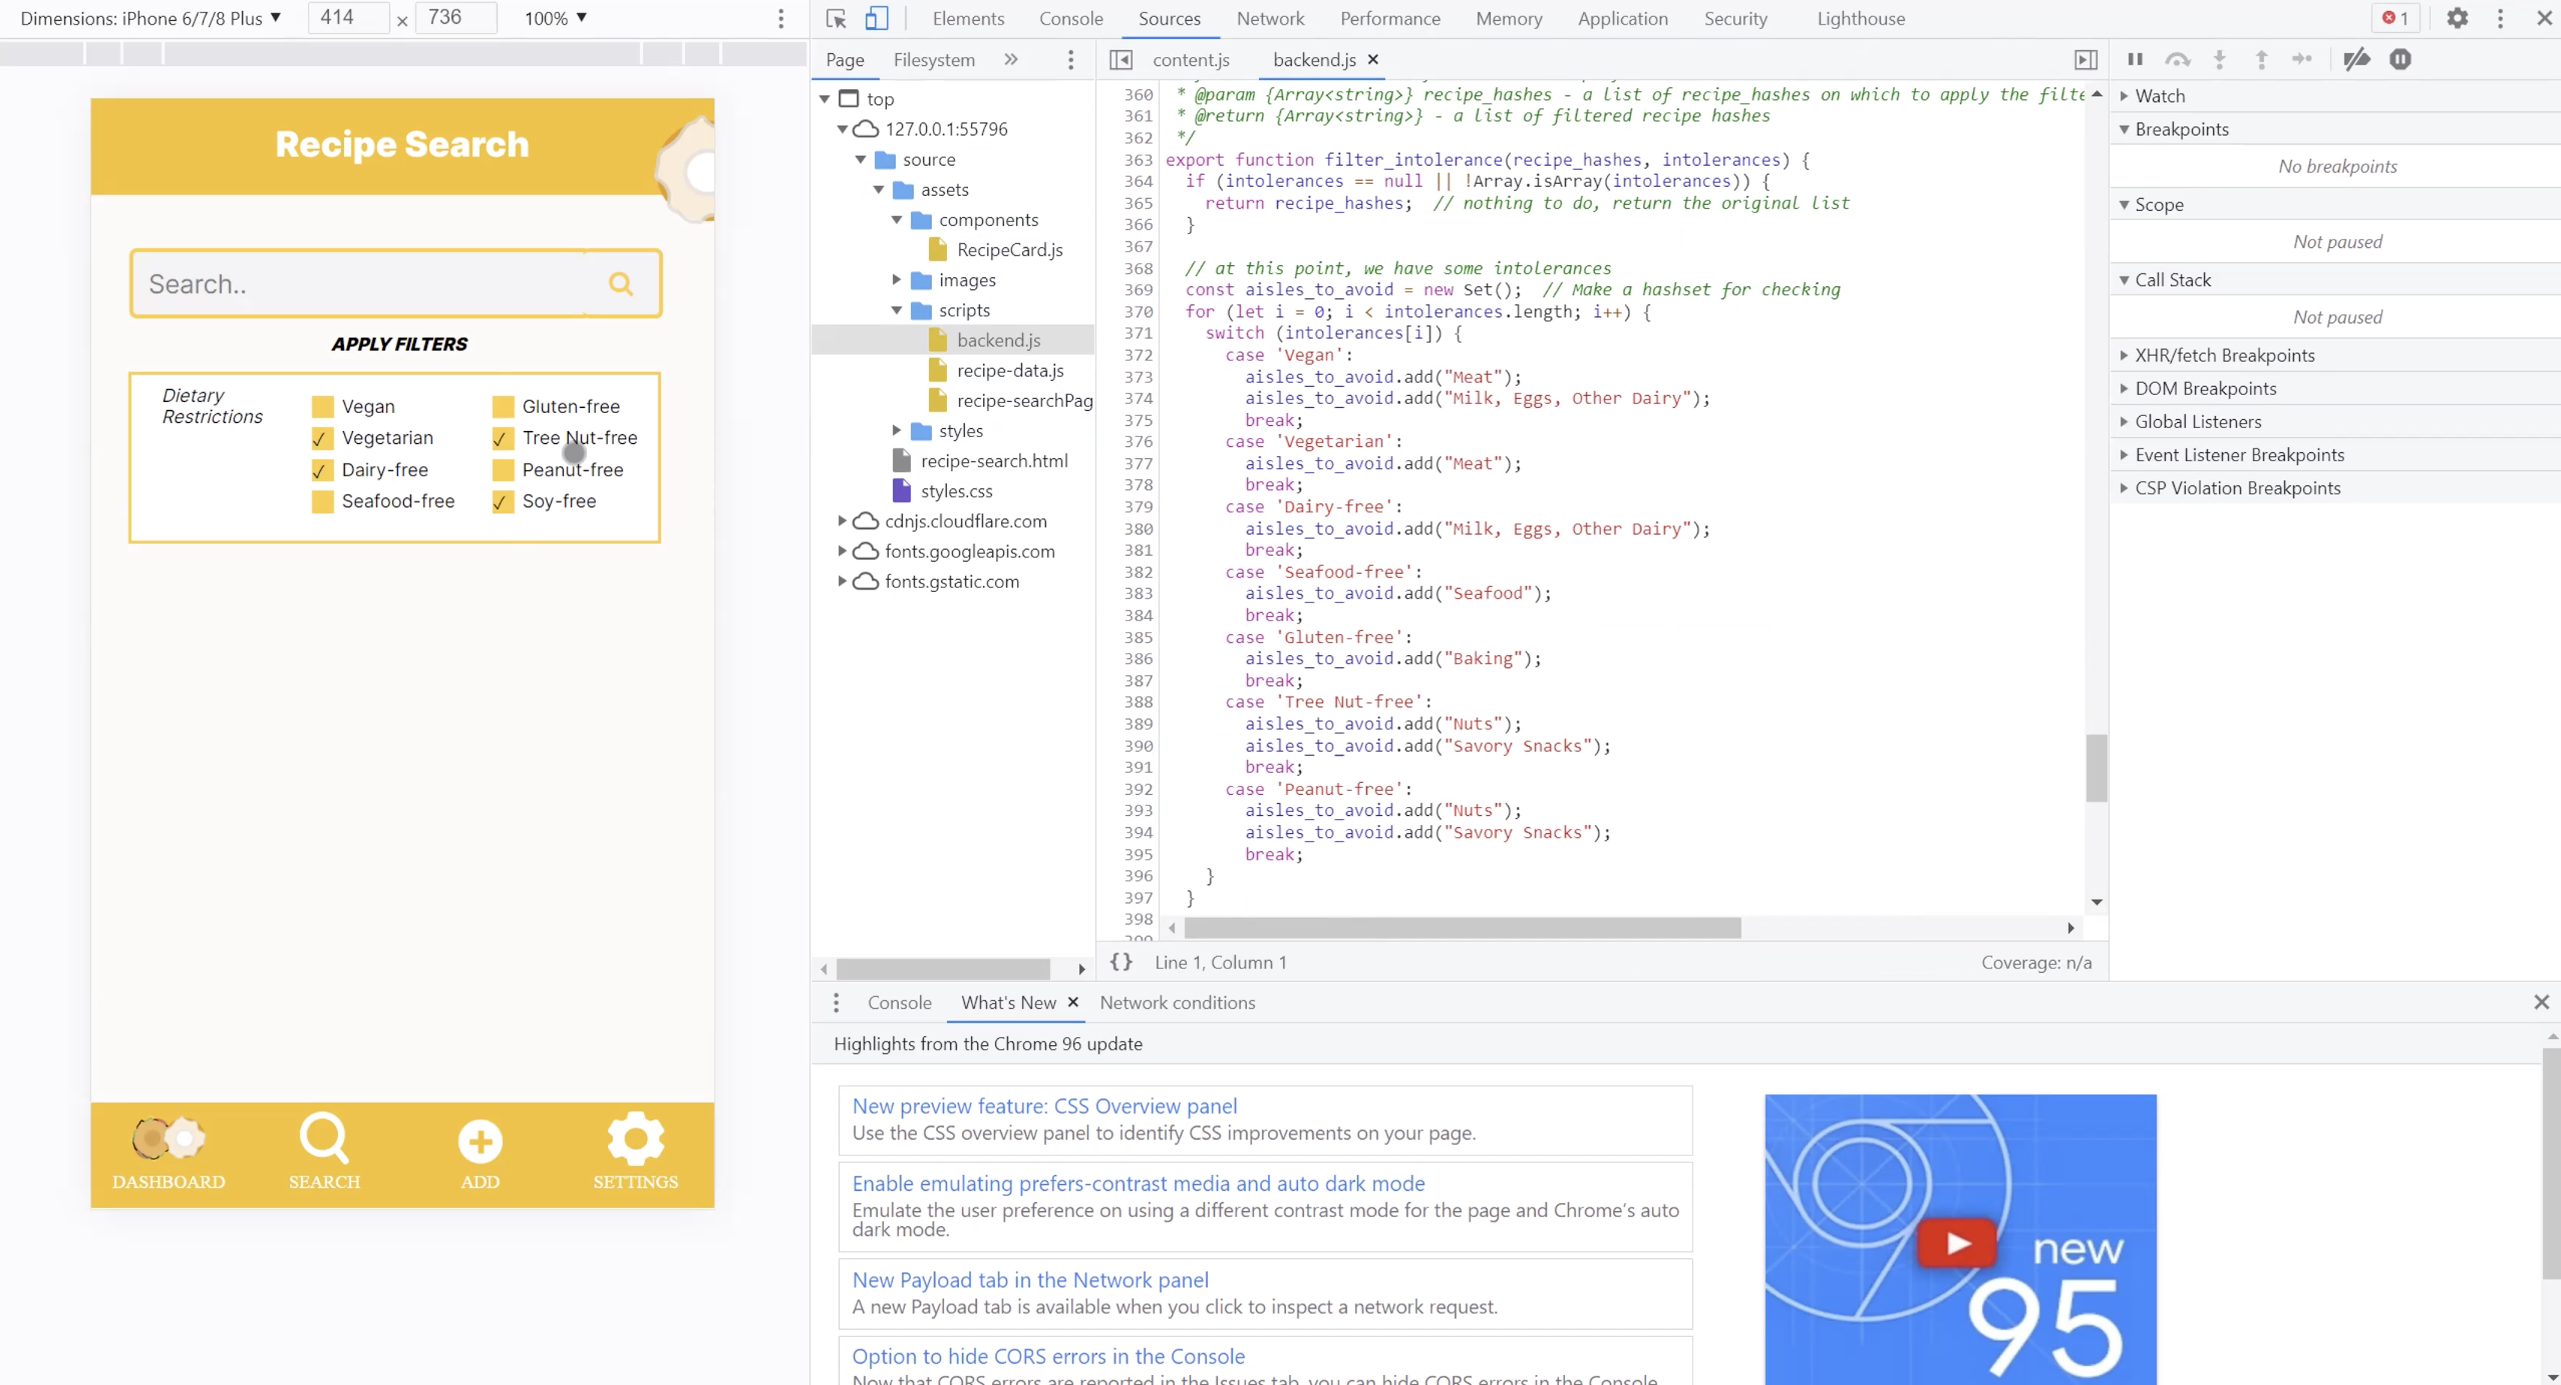 Dimensions: iPhone 6/7/8 Plus ▼ 414 × 736 100% ▼
Recipe Search
Search..
APPLY FILTERS
Dietary
Restrictions
Vegan
Vegetarian
Dairy-free
Seafood-free
Gluten-free
Tree Nut-free
Peanut-free
Soy-free
DASHBOARD
SEARCH
ADD
SETTINGS
Elements Console Sources Network Performance Memory Application Security Lighthouse 1
Page Filesystem »
top
127.0.0.1:55796
source
assets
components
RecipeCard.js
images
scripts
backend.js
recipe-data.js
recipe-searchPag
styles
recipe-search.html
styles.css
cdnjs.cloudflare.com
fonts.googleapis.com
fonts.gstatic.com
content.js backend.js ×
360 * @param {Array<string>} recipe_hashes - a list of recipe_hashes on which to apply the filte
361 * @return {Array<string>} - a list of filtered recipe hashes
362 */
363 export function filter_intolerance(recipe_hashes, intolerances) {
364 if (intolerances == null || !Array.isArray(intolerances)) {
365 return recipe_hashes; // nothing to do, return the original list
366 }
367
368 // at this point, we have some intolerances
369 const aisles_to_avoid = new Set(); // Make a hashset for checking
370 for (let i = 0; i < intolerances.length; i++) {
371 switch (intolerances[i]) {
372 case 'Vegan':
373 aisles_to_avoid.add("Meat");
374 aisles_to_avoid.add("Milk, Eggs, Other Dairy");
375 break;
376 case 'Vegetarian':
377 aisles_to_avoid.add("Meat");
378 break;
379 case 'Dairy-free':
380 aisles_to_avoid.add("Milk, Eggs, Other Dairy");
381 break;
382 case 'Seafood-free':
383 aisles_to_avoid.add("Seafood");
384 break;
385 case 'Gluten-free':
386 aisles_to_avoid.add("Baking");
387 break;
388 case 'Tree Nut-free':
389 aisles_to_avoid.add("Nuts");
390 aisles_to_avoid.add("Savory Snacks");
391 break;
392 case 'Peanut-free':
393 aisles_to_avoid.add("Nuts");
394 aisles_to_avoid.add("Savory Snacks");
395 break;
396 }
397 }
398
{} Line 1, Column 1 Coverage: n/a
Watch
Breakpoints
No breakpoints
Scope
Not paused
Call Stack
Not paused
XHR/fetch Breakpoints
DOM Breakpoints
Global Listeners
Event Listener Breakpoints
CSP Violation Breakpoints
Console What's New × Network conditions
Highlights from the Chrome 96 update
New preview feature: CSS Overview panel
Use the CSS overview panel to identify CSS improvements on your page.
Enable emulating prefers-contrast media and auto dark mode
Emulate the user preference on using a different contrast mode for the page and Chrome's auto
dark mode.
New Payload tab in the Network panel
A new Payload tab is available when you click to inspect a network request.
Option to hide CORS errors in the Console
Now that CORS errors are reported in the Issues tab, you can hide CORS errors in the Console
new
95